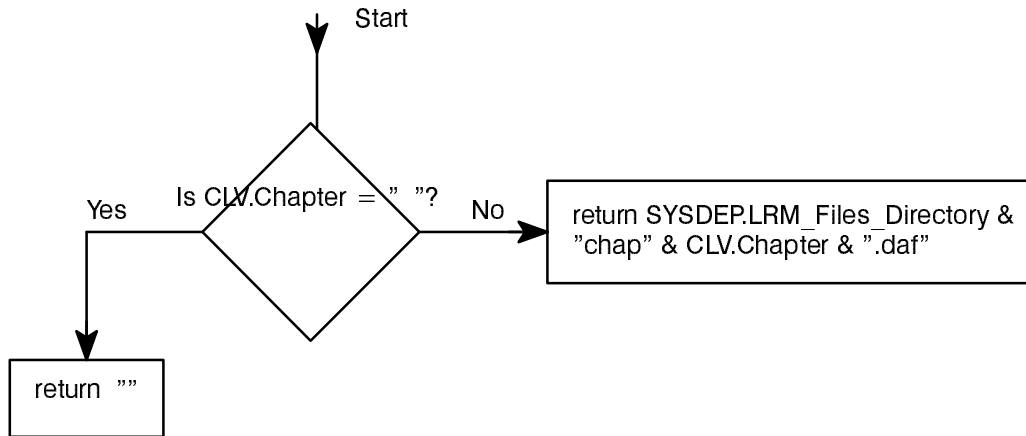 Start
Is CLV.Chapter = ”  ”?
Yes
No
return SYSDEP.LRM_Files_Directory &
”chap” & CLV.Chapter & ”.daf”
return  ””